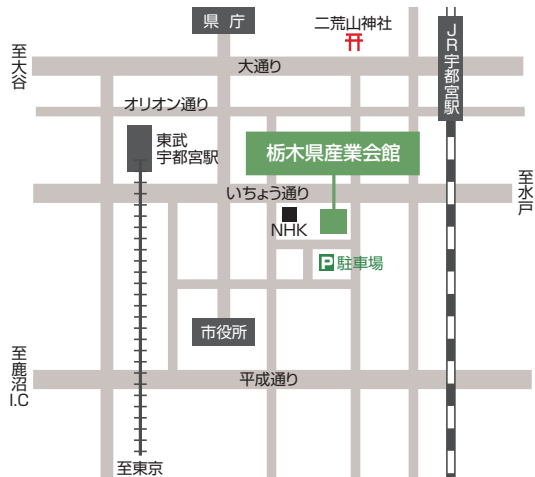 県 庁
二荒山神社
JR宇都宮駅
至大谷
大通り
オリオン通り
東武
宇都宮駅
栃木県産業会館
至水戸
いちょう通り
NHK
P 駐車場
市役所
至鹿沼I.C
平成通り
至東京